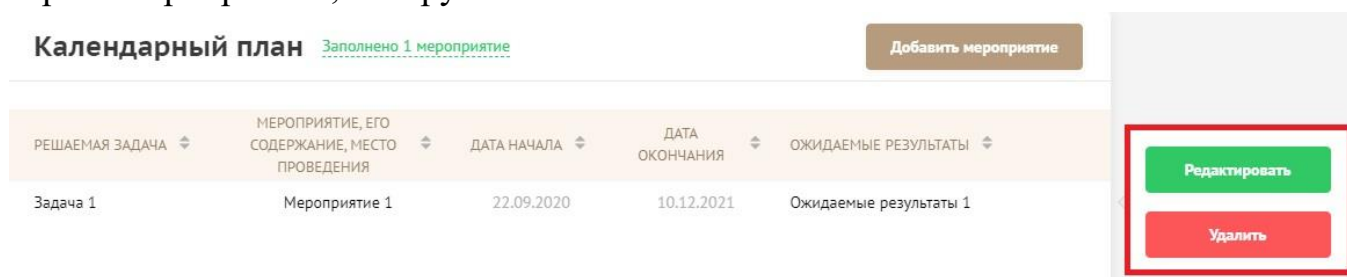 Календарный план Заполнено 1 мероприятие Добавить мероприятие
МЕРОПРИЯТИЕ, ЕГО
РЕШАЕМАЯ ЗАДАЧА СОДЕРЖАНИЕ, МЕСТО ДАТА НАЧАЛА ДАТА ОЖИДАЕМЫЕ РЕЗУЛЬТАТЫ
ПРОВЕДЕНИЯ ОКОНЧАНИЯ
Задача 1 Мероприятие 1 22.09.2020 10.12.2021 Ожидаемые результаты 1
Редактировать
Удалить